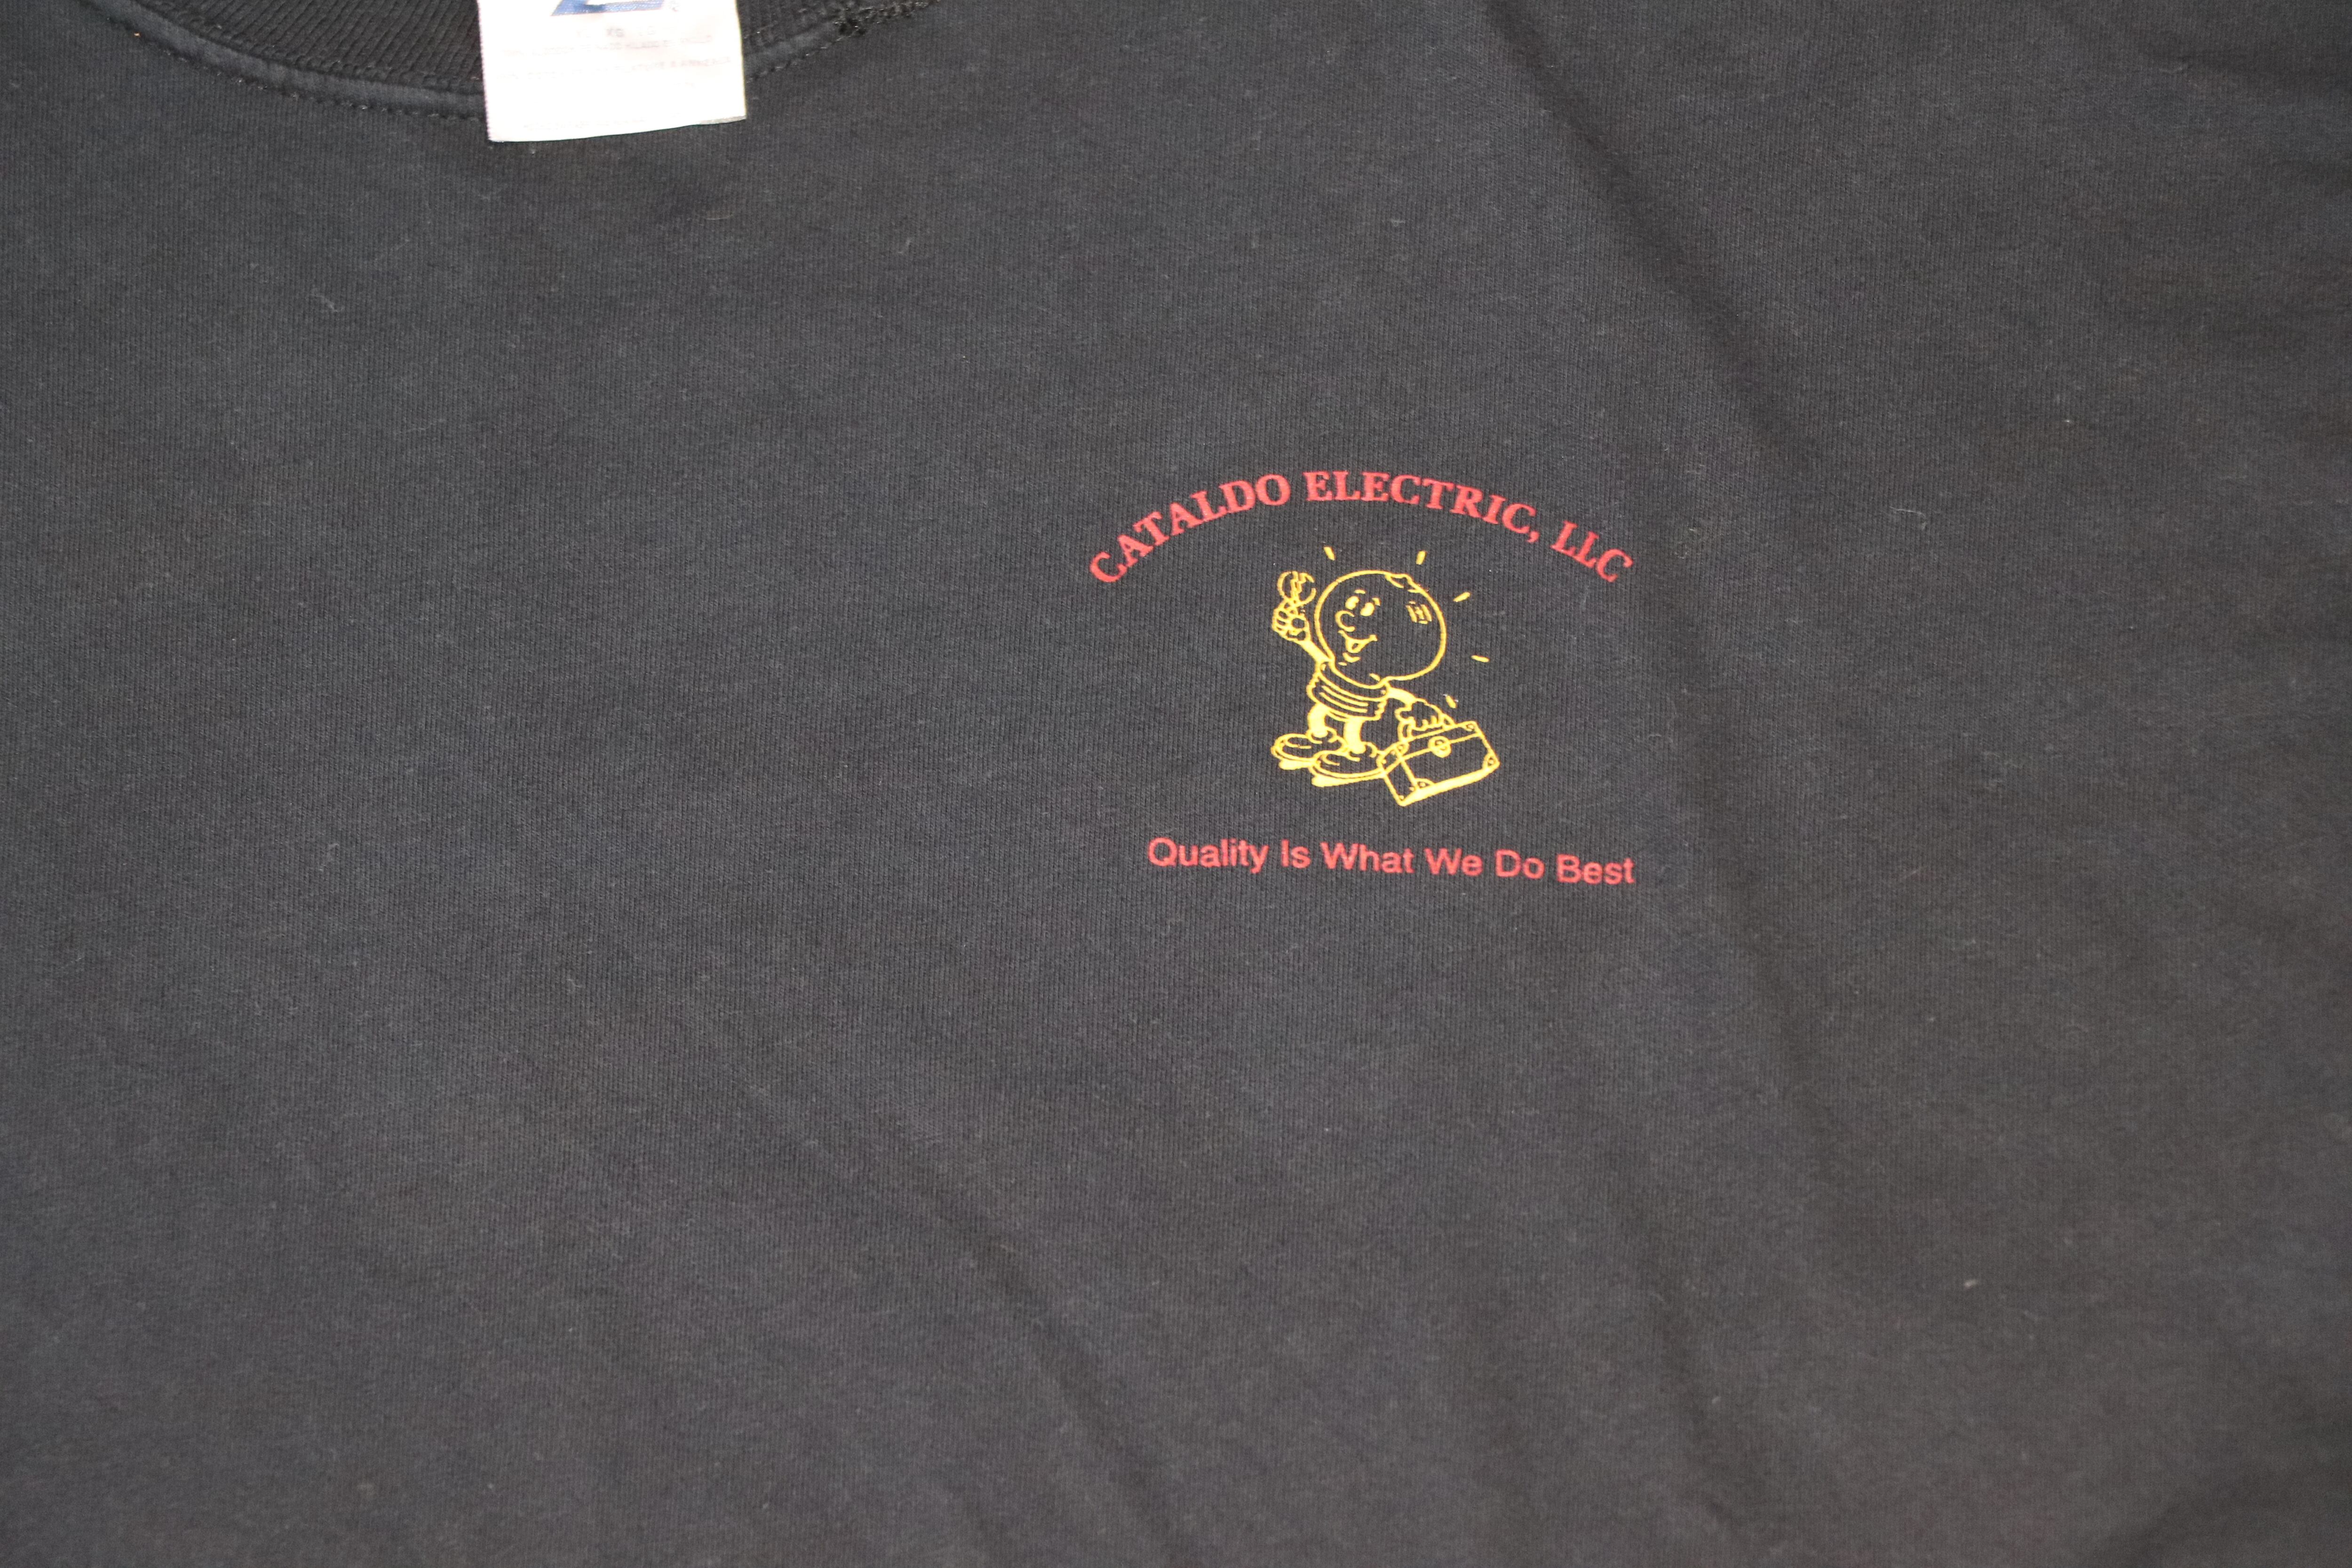 CATALDO ELECTRIC, LLC
Quality Is What We Do Best